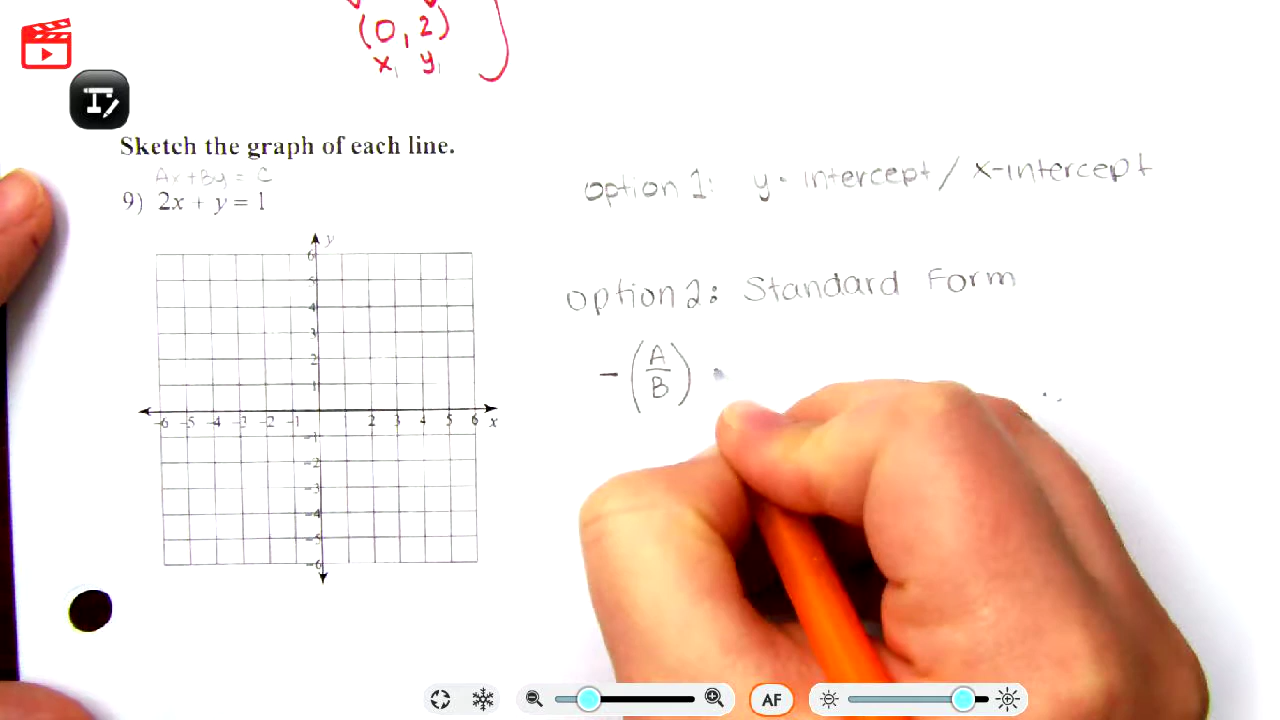 (0, 2)
x₁ y₁
Sketch the graph of each line.
Ax + By = C
9) 2x + y = 1
Option 1: y-intercept / x-intercept
Option 2: Standard Form
-(A/B)
y
6
5
4
3
2
1
-6 -5 -4 -3 -2 -1 2 3 4 5 6 x
-1
-2
-3
-4
-5
-6
AF